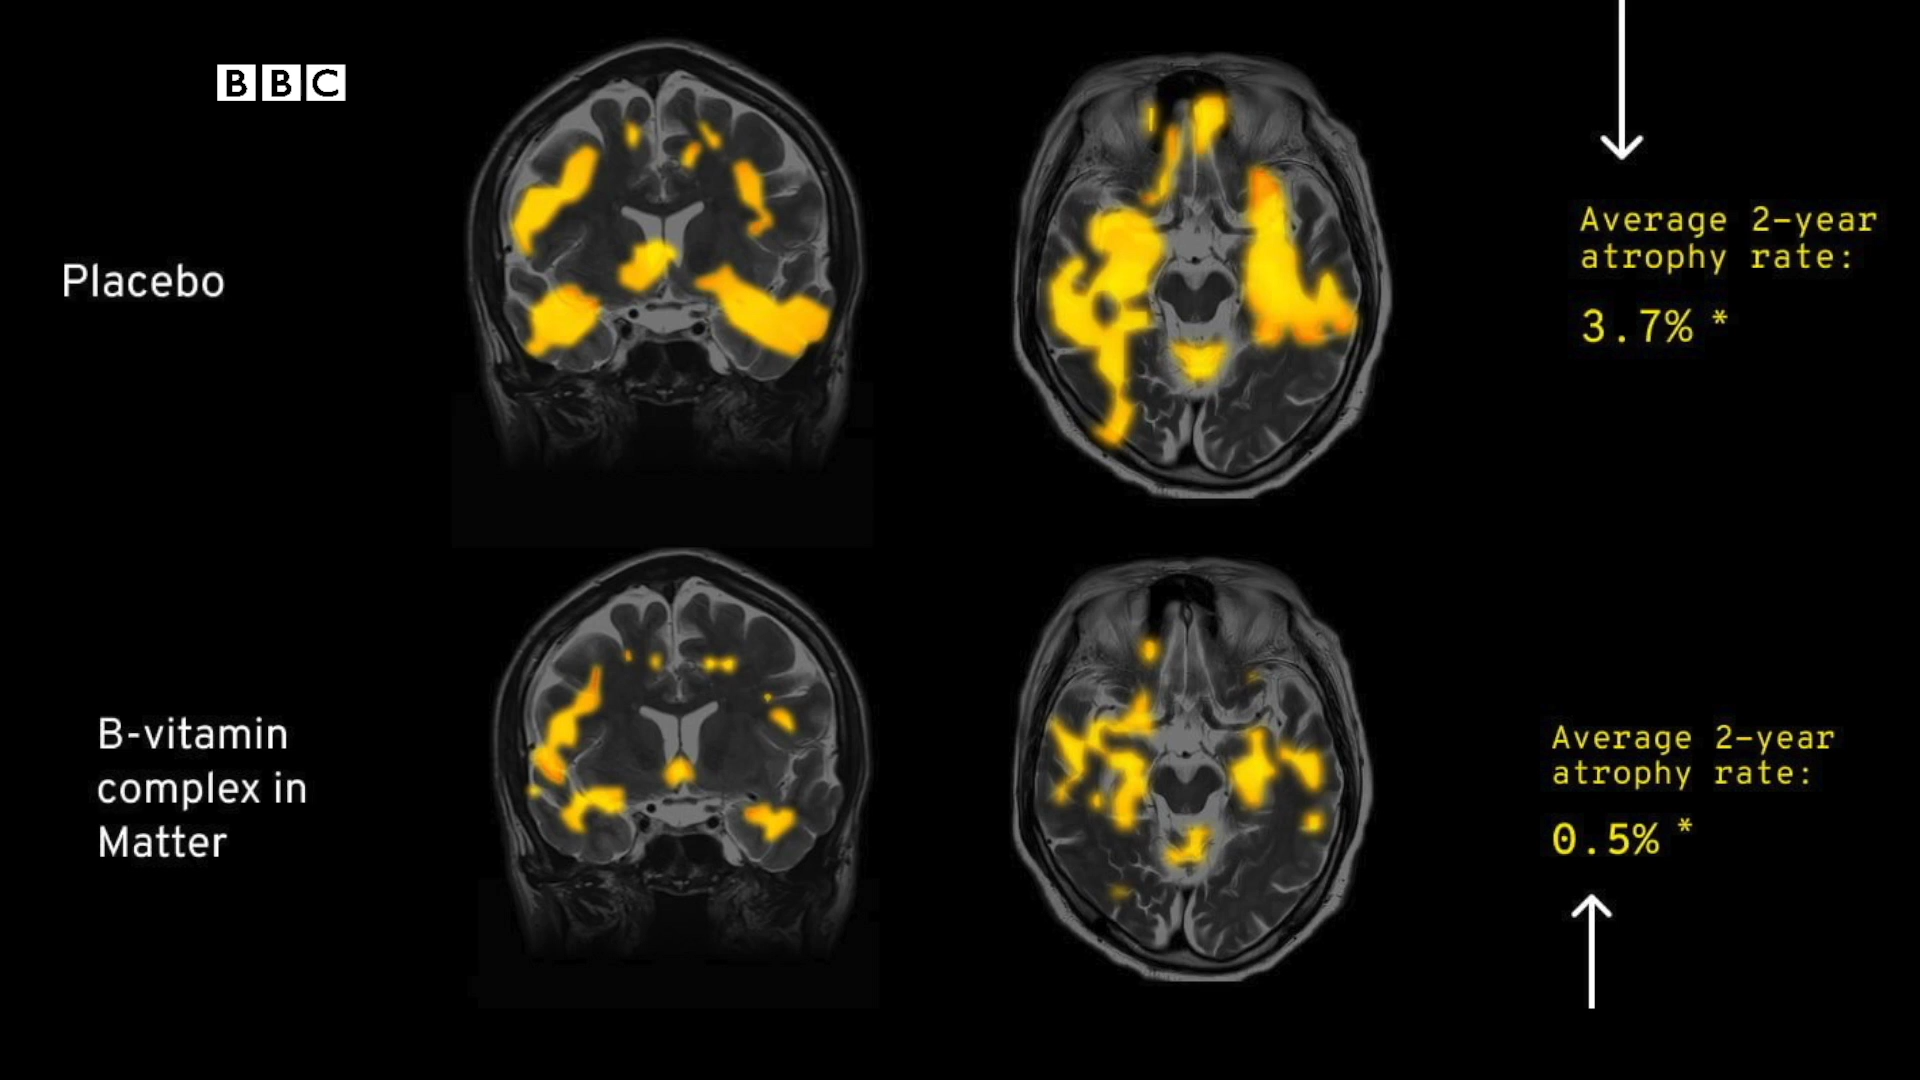 BBC
Placebo
Average 2-year
atrophy rate:
3.7% *
B-vitamin
complex in
Matter
Average 2-year
atrophy rate:
0.5% *